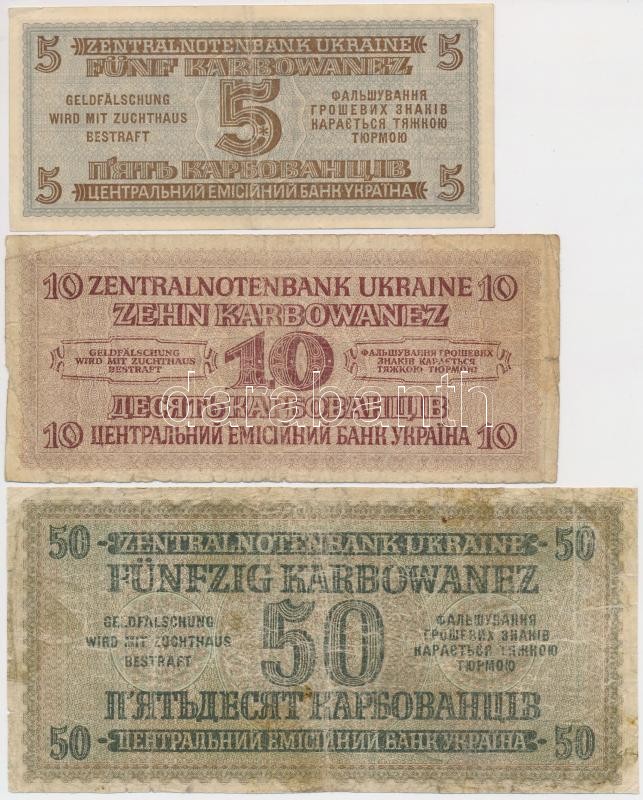 5 ZENTRALNOTENBANK UKRAINE 5
FÜNF KARBOWANEZ
GELDFÄLSCHUNG
WIRD MIT ZUCHTHAUS
BESTRAFT
5
ФАЛЬШУВАННЯ
ГРОШЕВИХ ЗНАКІВ
КАРАЄТЬСЯ ТЯЖКОЮ
ТЮРМОЮ
П'ЯТЬ КАРБОВАНЦІВ
5 ЦЕНТРАЛЬНИЙ ЕМІСІЙНИЙ БАНК УКРАЇНА 5
10 ZENTRALNOTENBANK UKRAINE 10
ZEHN KARBOWANEZ
GELDFÄLSCHUNG
WIRD MIT ZUCHTHAUS
BESTRAFT
10
ФАЛЬШУВАННЯ ГРОШЕВИХ
ЗНАКІВ КАРАЄТЬСЯ
ТЯЖКОЮ ТЮРМОЮ
darabanth
ДЕСЯТЬ КАРБОВАНЦІВ
10 ЦЕНТРАЛЬНИЙ ЕМІСІЙНИЙ БАНК УКРАЇНА 10
50 ZENTRALNOTENBANK UKRAINE 50
FÜNFZIG KARBOWANEZ
GELDFÄLSCHUNG
WIRD MIT ZUCHTHAUS
BESTRAFT
50
ФАЛЬШУВАННЯ
ГРОШЕВИХ ЗНАКІВ
КАРАЄТЬСЯ ТЯЖКОЮ
ТЮРМОЮ
П'ЯТЬДЕСЯТ КАРБОВАНЦІВ
50 ЦЕНТРАЛЬНИЙ ЕМІСІЙНИЙ БАНК УКРАЇНА 50